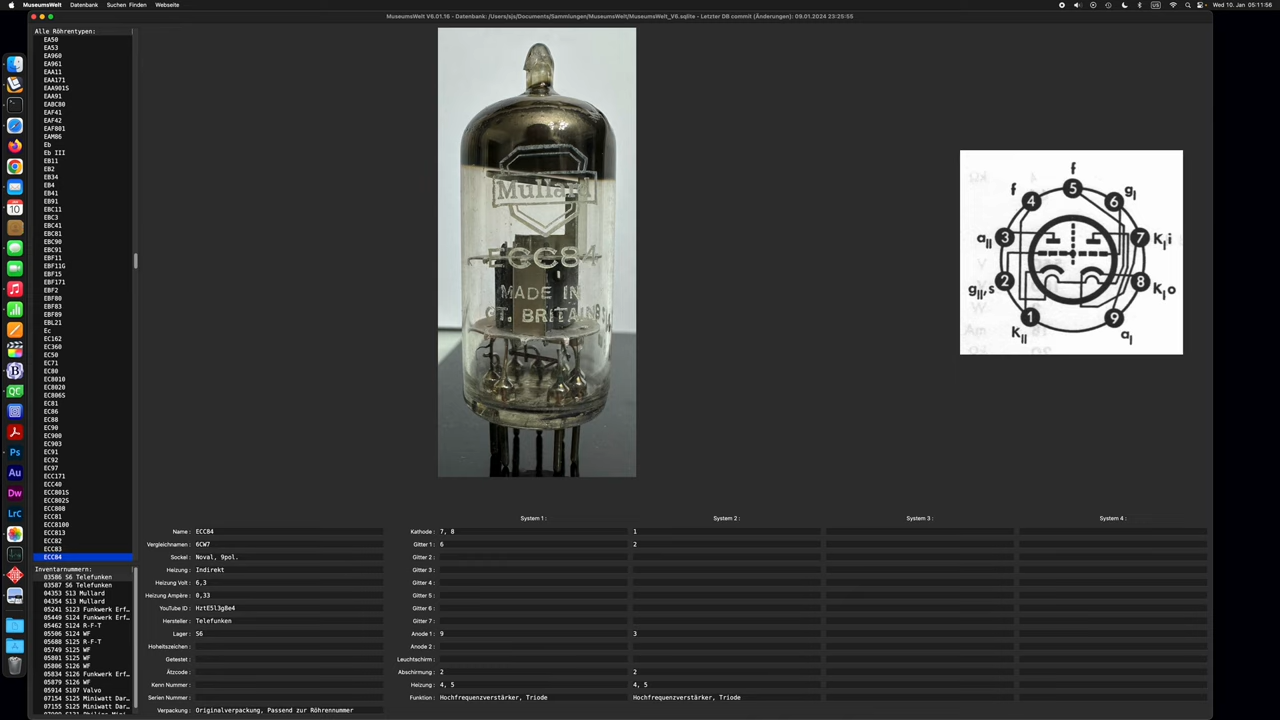 MuseumsWelt Datenbank Suchen Finden Webseite
US Wed 10. Jan 05:11:56
MuseumsWelt V6.01.16 - Datenbank: /Users/sjs/Documents/Sammlungen/MuseumsWelt/MuseumsWelt_V6.sqlite - Letzter DB commit (Änderungen): 09.01.2024 23:25:55
Alle Röhrentypen:
EA50
EA53
EA960
EA961
EAA11
EAA171
EAA901S
EAA91
EABC80
EAF41
EAF42
EAF801
EAM86
Eb
Eb III
EB11
EB2
EB34
EB4
EB41
EB91
EBC11
EBC3
EBC41
EBC81
EBC90
EBC91
EBF11
EBF11G
EBF15
EBF171
EBF2
EBF80
EBF83
EBF89
EBL21
Ec
EC162
EC360
EC50
EC71
EC80
EC8010
EC8020
EC806S
EC81
EC86
EC88
EC90
EC900
EC903
EC91
EC92
EC97
ECC171
ECC40
ECC801S
ECC802S
ECC808
ECC81
ECC8100
ECC813
ECC82
ECC83
ECC84
Inventarnummern:
03586 S6 Telefunken
03587 S6 Telefunken
04353 S13 Mullard
04354 S13 Mullard
05241 S123 Funkwerk Erf…
05449 S124 Funkwerk Erf…
05462 S124 R-F-T
05506 S124 WF
05688 S125 R-F-T
05749 S125 WF
05801 S125 WF
05806 S126 WF
05834 S126 Funkwerk Erf…
05879 S126 WF
05914 S107 Valvo
07154 S125 Miniwatt Dar…
07155 S125 Miniwatt Dar…
Mullard
ECC84
MADE IN
GT. BRITAIN
f
f 4 5 6 gI
aII 3 7 KI i
gII,s 2 8 KI o
KII 1 9 aI
System 1 : System 2 : System 3 : System 4 :
Name : ECC84 Kathode : 7, 8 1
Vergleichnamen : 6CW7 Gitter 1 : 6 2
Sockel : Noval, 9pol. Gitter 2 :
Heizung : Indirekt Gitter 3 :
Heizung Volt : 6,3 Gitter 4 :
Heizung Ampère : 0,33 Gitter 5 :
YouTube ID : HztE5l3g8e4 Gitter 6 :
Hersteller : Telefunken Gitter 7 :
Lager : S6 Anode 1 : 9 3
Hoheitszeichen : Anode 2 :
Getestet : Leuchtschirm :
Ätzcode : Abschirmung : 2 2
Kenn Nummer : Heizung : 4, 5 4, 5
Serien Nummer : Funktion : Hochfrequenzverstärker, Triode Hochfrequenzverstärker, Triode
Verpackung : Originalverpackung, Passend zur Röhrennummer